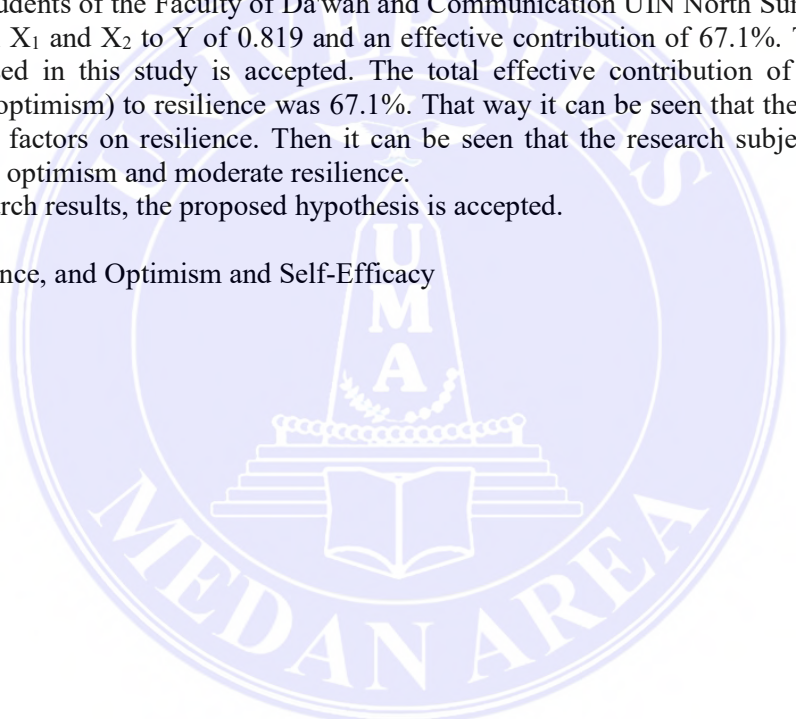 udents of the Faculty of Da'wah and Communication UIN North Sur
X₁ and X₂ to Y of 0.819 and an effective contribution of 67.1%. T
ed in this study is accepted. The total effective contribution of
optimism) to resilience was 67.1%. That way it can be seen that the
factors on resilience. Then it can be seen that the research subje
optimism and moderate resilience.
rch results, the proposed hypothesis is accepted.
nce, and Optimism and Self-Efficacy
UNIVERSITAS
UMA
MEDAN AREA